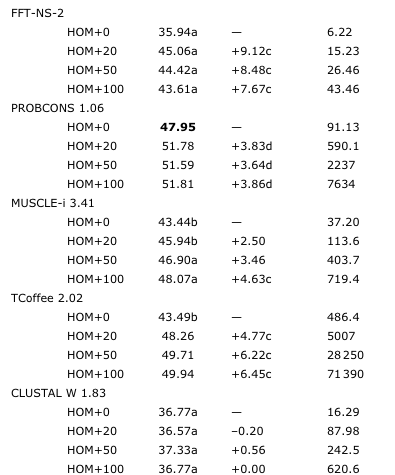 FFT-NS-2
HOM+0 35.94a — 6.22
HOM+20 45.06a +9.12c 15.23
HOM+50 44.42a +8.48c 26.46
HOM+100 43.61a +7.67c 43.46
PROBCONS 1.06
HOM+0 47.95 — 91.13
HOM+20 51.78 +3.83d 590.1
HOM+50 51.59 +3.64d 2237
HOM+100 51.81 +3.86d 7634
MUSCLE-i 3.41
HOM+0 43.44b — 37.20
HOM+20 45.94b +2.50 113.6
HOM+50 46.90a +3.46 403.7
HOM+100 48.07a +4.63c 719.4
TCoffee 2.02
HOM+0 43.49b — 486.4
HOM+20 48.26 +4.77c 5007
HOM+50 49.71 +6.22c 28 250
HOM+100 49.94 +6.45c 71 390
CLUSTAL W 1.83
HOM+0 36.77a — 16.29
HOM+20 36.57a –0.20 87.98
HOM+50 37.33a +0.56 242.5
HOM+100 36.77a +0.00 620.6